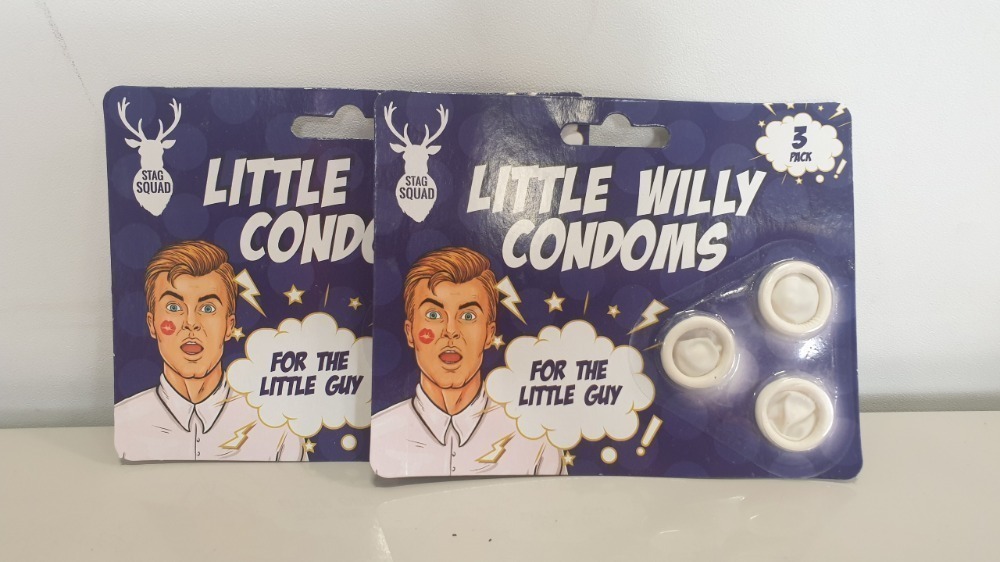 STAG
SQUAD
LITTLE
CONDO
FOR THE
LITTLE GUY
STAG
SQUAD
LITTLE WILLY
CONDOMS
3
PACK
FOR THE
LITTLE GUY